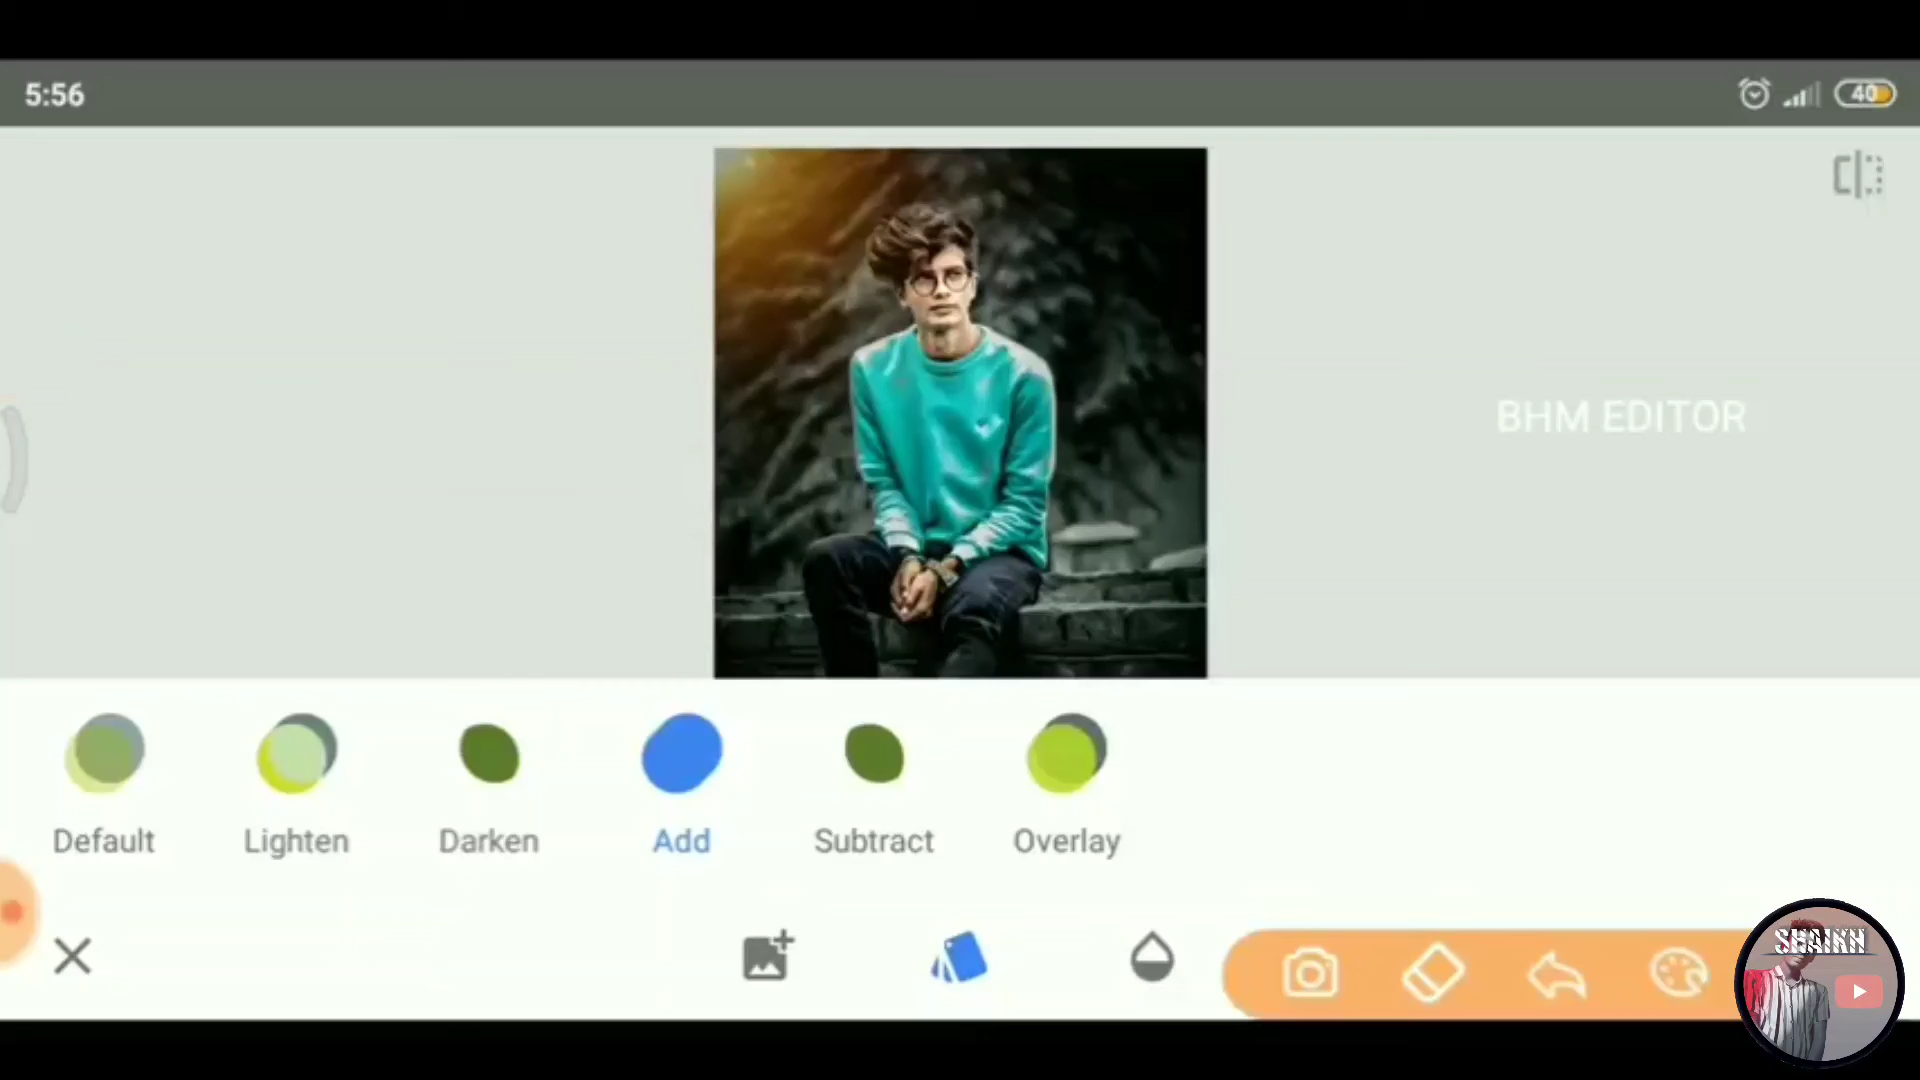 5:56
40
BHM EDITOR
Default
Lighten
Darken
Add
Subtract
Overlay
SHAIKH